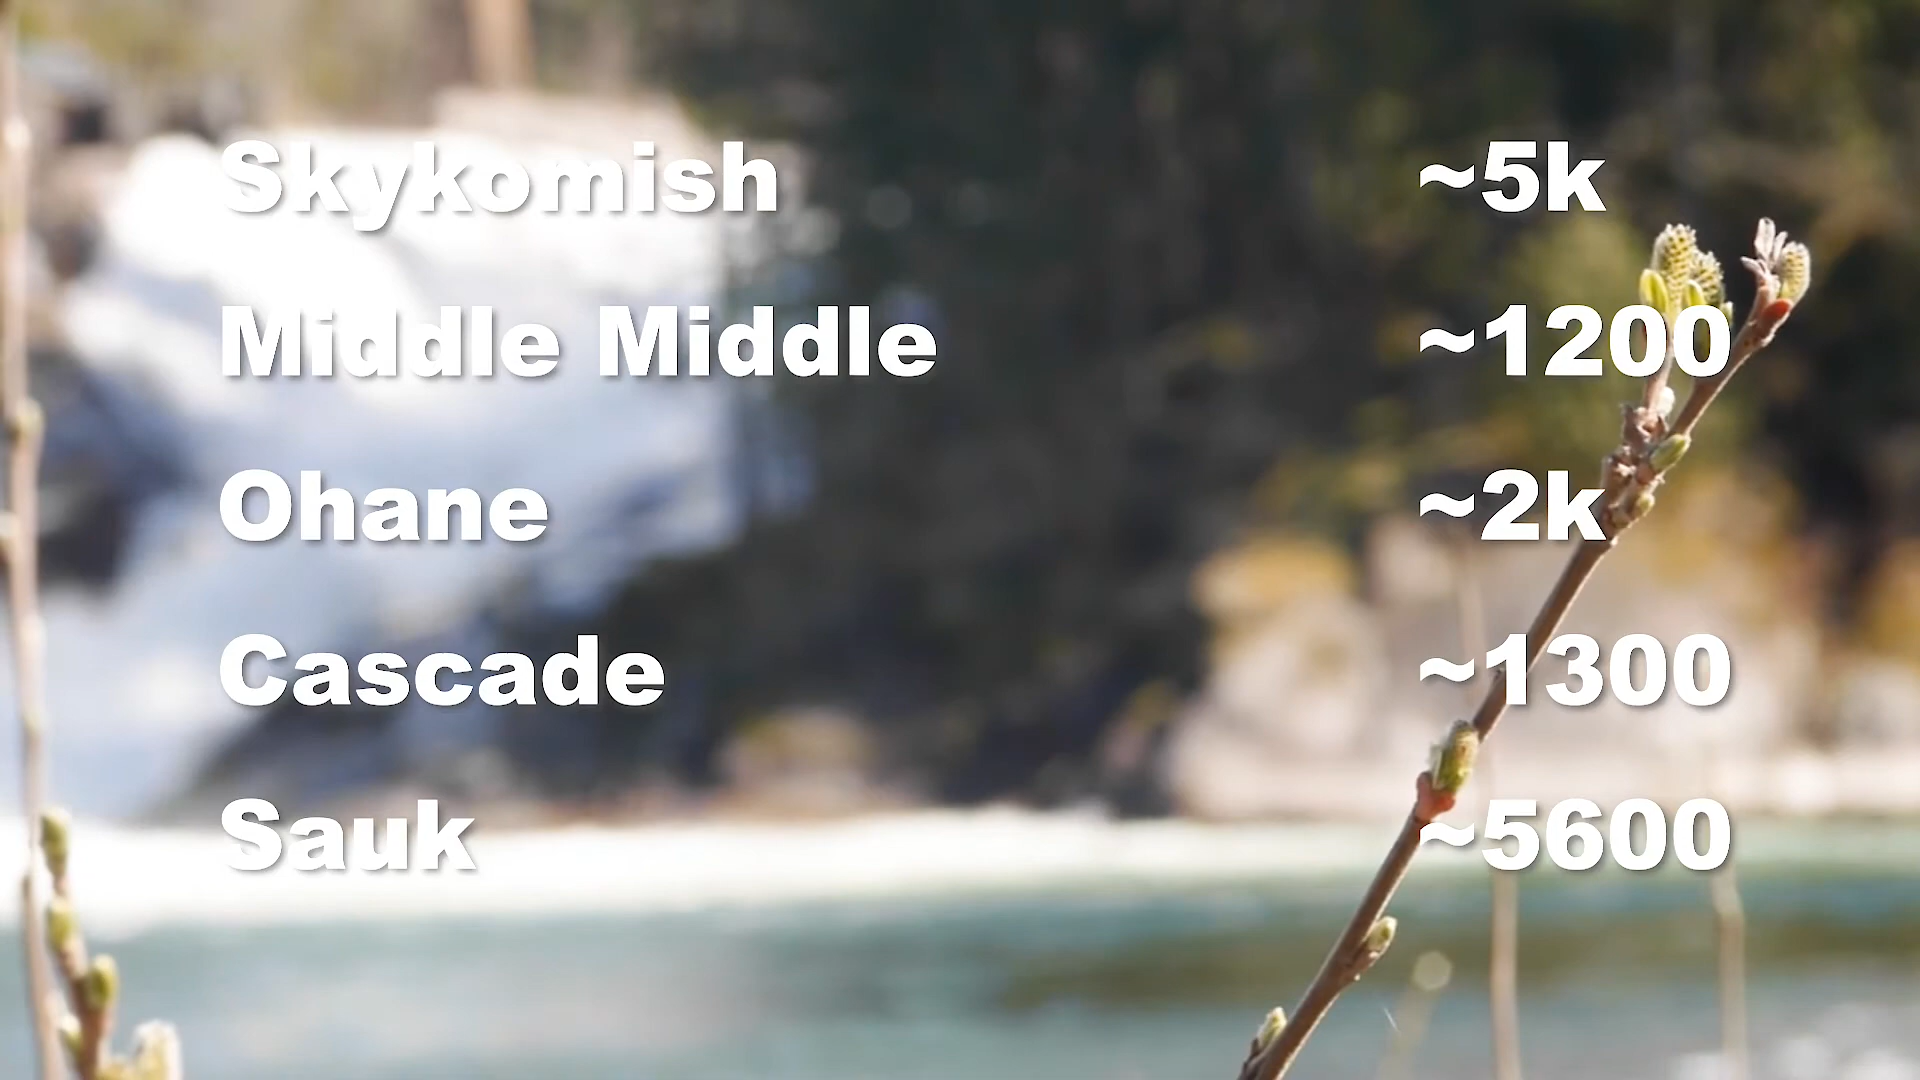 Skykomish ~5k
Middle Middle ~1200
Ohane ~2k
Cascade ~1300
Sauk ~5600